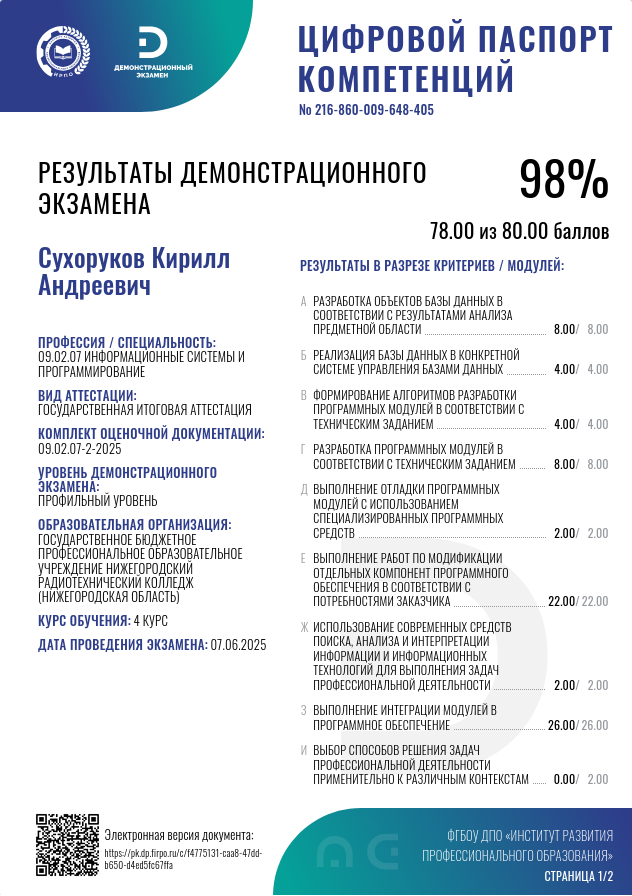 ИРПО
ДЕМОНСТРАЦИОННЫЙ
ЭКЗАМЕН
ЦИФРОВОЙ ПАСПОРТ
КОМПЕТЕНЦИЙ
№ 216-860-009-648-405
РЕЗУЛЬТАТЫ ДЕМОНСТРАЦИОННОГО
ЭКЗАМЕНА
98%
78.00 из 80.00 баллов
Сухоруков Кирилл
Андреевич
ПРОФЕССИЯ / СПЕЦИАЛЬНОСТЬ:
09.02.07 ИНФОРМАЦИОННЫЕ СИСТЕМЫ И
ПРОГРАММИРОВАНИЕ
ВИД АТТЕСТАЦИИ:
ГОСУДАРСТВЕННАЯ ИТОГОВАЯ АТТЕСТАЦИЯ
КОМПЛЕКТ ОЦЕНОЧНОЙ ДОКУМЕНТАЦИИ:
09.02.07-2-2025
УРОВЕНЬ ДЕМОНСТРАЦИОННОГО
ЭКЗАМЕНА:
ПРОФИЛЬНЫЙ УРОВЕНЬ
ОБРАЗОВАТЕЛЬНАЯ ОРГАНИЗАЦИЯ:
ГОСУДАРСТВЕННОЕ БЮДЖЕТНОЕ
ПРОФЕССИОНАЛЬНОЕ ОБРАЗОВАТЕЛЬНОЕ
УЧРЕЖДЕНИЕ НИЖЕГОРОДСКИЙ
РАДИОТЕХНИЧЕСКИЙ КОЛЛЕДЖ
(НИЖЕГОРОДСКАЯ ОБЛАСТЬ)
КУРС ОБУЧЕНИЯ: 4 КУРС
ДАТА ПРОВЕДЕНИЯ ЭКЗАМЕНА: 07.06.2025
РЕЗУЛЬТАТЫ В РАЗРЕЗЕ КРИТЕРИЕВ / МОДУЛЕЙ:
А РАЗРАБОТКА ОБЪЕКТОВ БАЗЫ ДАННЫХ В
СООТВЕТСТВИИ С РЕЗУЛЬТАТАМИ АНАЛИЗА
ПРЕДМЕТНОЙ ОБЛАСТИ 8.00/ 8.00
Б РЕАЛИЗАЦИЯ БАЗЫ ДАННЫХ В КОНКРЕТНОЙ
СИСТЕМЕ УПРАВЛЕНИЯ БАЗАМИ ДАННЫХ 4.00/ 4.00
В ФОРМИРОВАНИЕ АЛГОРИТМОВ РАЗРАБОТКИ
ПРОГРАММНЫХ МОДУЛЕЙ В СООТВЕТСТВИИ С
ТЕХНИЧЕСКИМ ЗАДАНИЕМ 4.00/ 4.00
Г РАЗРАБОТКА ПРОГРАММНЫХ МОДУЛЕЙ В
СООТВЕТСТВИИ С ТЕХНИЧЕСКИМ ЗАДАНИЕМ 8.00/ 8.00
Д ВЫПОЛНЕНИЕ ОТЛАДКИ ПРОГРАММНЫХ
МОДУЛЕЙ С ИСПОЛЬЗОВАНИЕМ
СПЕЦИАЛИЗИРОВАННЫХ ПРОГРАММНЫХ
СРЕДСТВ 2.00/ 2.00
Е ВЫПОЛНЕНИЕ РАБОТ ПО МОДИФИКАЦИИ
ОТДЕЛЬНЫХ КОМПОНЕНТ ПРОГРАММНОГО
ОБЕСПЕЧЕНИЯ В СООТВЕТСТВИИ С
ПОТРЕБНОСТЯМИ ЗАКАЗЧИКА 22.00/ 22.00
Ж ИСПОЛЬЗОВАНИЕ СОВРЕМЕННЫХ СРЕДСТВ
ПОИСКА, АНАЛИЗА И ИНТЕРПРЕТАЦИИ
ИНФОРМАЦИИ И ИНФОРМАЦИОННЫХ
ТЕХНОЛОГИЙ ДЛЯ ВЫПОЛНЕНИЯ ЗАДАЧ
ПРОФЕССИОНАЛЬНОЙ ДЕЯТЕЛЬНОСТИ 2.00/ 2.00
З ВЫПОЛНЕНИЕ ИНТЕГРАЦИИ МОДУЛЕЙ В
ПРОГРАММНОЕ ОБЕСПЕЧЕНИЕ 26.00/ 26.00
И ВЫБОР СПОСОБОВ РЕШЕНИЯ ЗАДАЧ
ПРОФЕССИОНАЛЬНОЙ ДЕЯТЕЛЬНОСТИ
ПРИМЕНИТЕЛЬНО К РАЗЛИЧНЫМ КОНТЕКСТАМ 0.00/ 2.00
Электронная версия документа:
https://pk.dp.firpo.ru/c/f4775131-caa8-47dd-
b650-d4ed5fc67ffa
ФГБОУ ДПО «ИНСТИТУТ РАЗВИТИЯ
ПРОФЕССИОНАЛЬНОГО ОБРАЗОВАНИЯ»
СТРАНИЦА 1/2